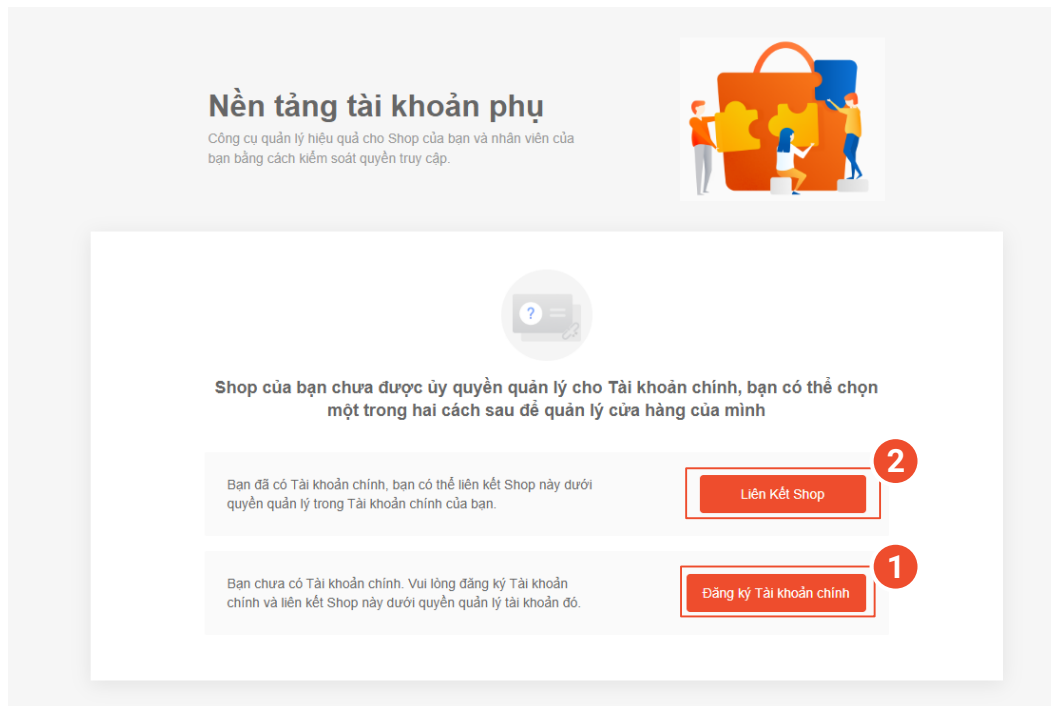 Nền tảng tài khoản phụ
Công cụ quản lý hiệu quả cho Shop của bạn và nhân viên của
bạn bằng cách kiểm soát quyền truy cập.
?
Shop của bạn chưa được ủy quyền quản lý cho Tài khoản chính, bạn có thể chọn
một trong hai cách sau để quản lý cửa hàng của mình
2
Bạn đã có Tài khoản chính, bạn có thể liên kết Shop này dưới
quyền quản lý trong Tài khoản chính của bạn.
Liên Kết Shop
1
Bạn chưa có Tài khoản chính. Vui lòng đăng ký Tài khoản
chính và liên kết Shop này dưới quyền quản lý tài khoản đó.
Đăng ký Tài khoản chính